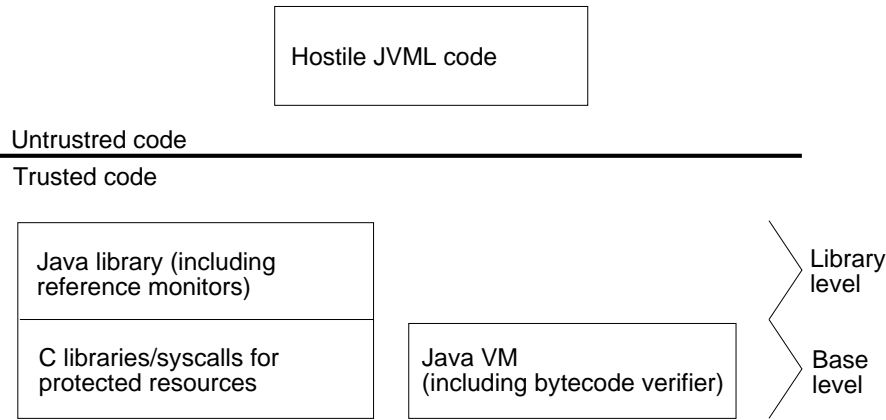 Hostile JVML code
Untrustred code
Trusted code
Java library (including
reference monitors)
Library
level
C libraries/syscalls for
protected resources
Java VM
(including bytecode verifier)
Base
level